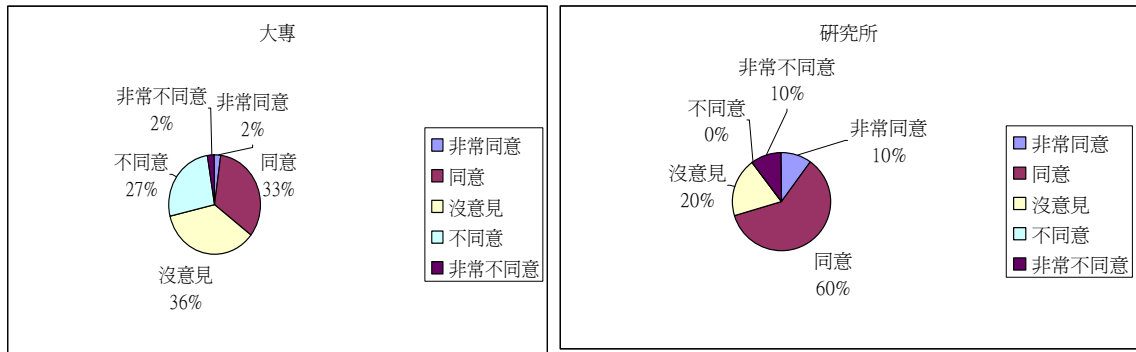 大專
非常不同意
2%
非常同意
2%
不同意
27%
同意
33%
沒意見
36%
非常同意
同意
沒意見
不同意
非常不同意
研究所
非常不同意
10%
不同意
0%
非常同意
10%
沒意見
20%
同意
60%
非常同意
同意
沒意見
不同意
非常不同意